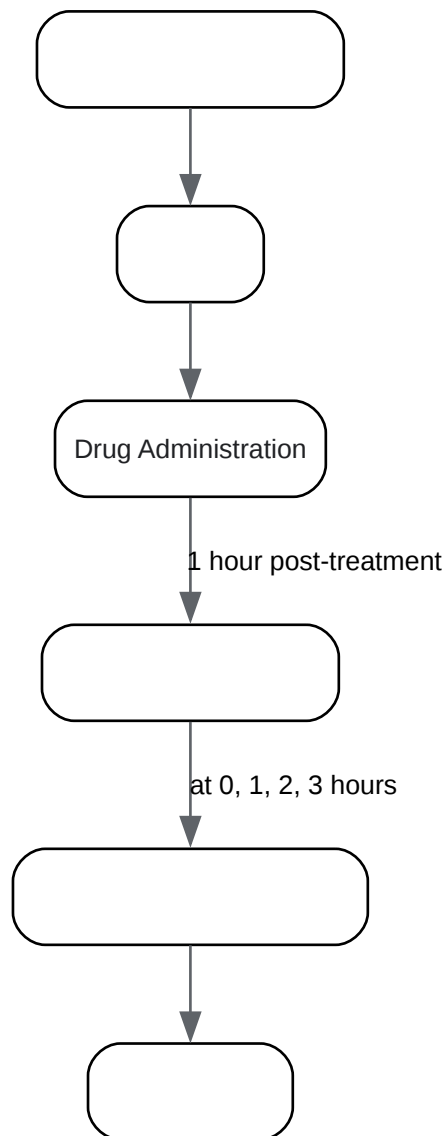 Drug Administration
1 hour post-treatment
at 0, 1, 2, 3 hours